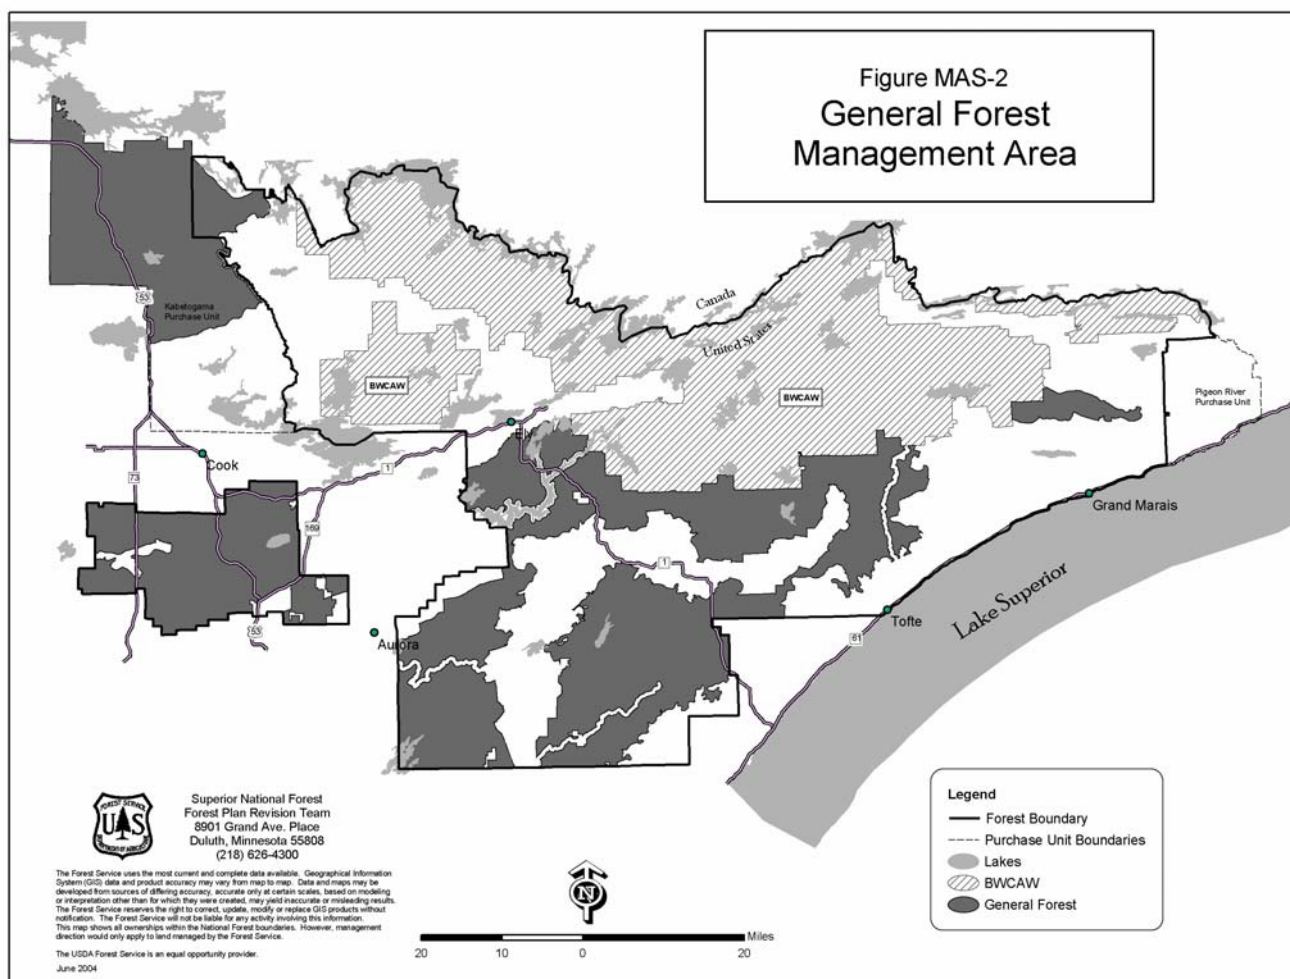 Figure MAS-2
General Forest
Management Area
53
Kabetogama
Purchase Unit
Canada
United States
BWCAW
BWCAW
Pigeon River
Purchase Unit
Ely
Cook
1
73
169
Grand Marais
1
53
Aurora
Tofte
61
Lake Superior
FOREST SERVICE
U S
DEPARTMENT OF AGRICULTURE
Superior National Forest
Forest Plan Revision Team
8901 Grand Ave. Place
Duluth, Minnesota 55808
(218) 626-4300
The Forest Service uses the most current and complete data available. Geographical Information
System (GIS) data and product accuracy may vary from map to map. Data and maps may be
developed from sources of differing accuracy, accurate only at certain scales, based on modeling
or interpretation other than for which they were created, may yield inaccurate or misleading results.
The Forest Service reserves the right to correct, update, modify or replace GIS products without
notification. The Forest Service will not be liable for any activity involving this information.
This map shows all ownerships within the National Forest boundaries. However, management
direction would only apply to land managed by the Forest Service.
The USDA Forest Service is an equal opportunity provider.
June 2004
N
Miles
20 10 0 20
Legend
Forest Boundary
Purchase Unit Boundaries
Lakes
BWCAW
General Forest